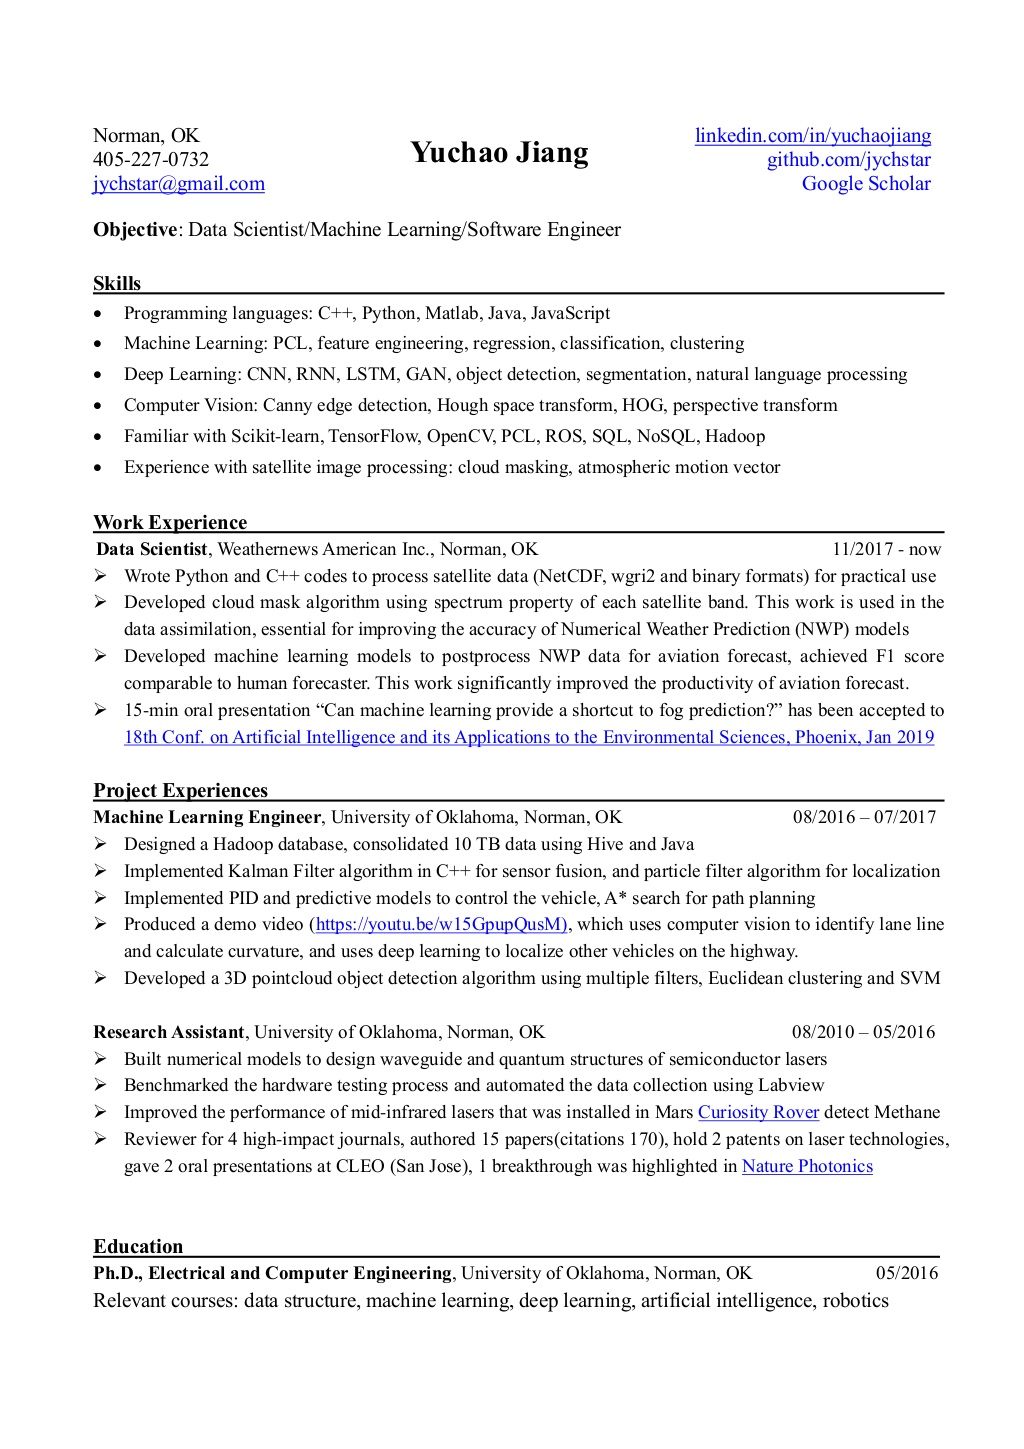 Norman, OK
405-227-0732
jychstar@gmail.com
Yuchao Jiang
linkedin.com/in/yuchaojiang
github.com/jychstar
Google Scholar
Objective: Data Scientist/Machine Learning/Software Engineer
Skills
• Programming languages: C++, Python, Matlab, Java, JavaScript
• Machine Learning: PCL, feature engineering, regression, classification, clustering
• Deep Learning: CNN, RNN, LSTM, GAN, object detection, segmentation, natural language processing
• Computer Vision: Canny edge detection, Hough space transform, HOG, perspective transform
• Familiar with Scikit-learn, TensorFlow, OpenCV, PCL, ROS, SQL, NoSQL, Hadoop
• Experience with satellite image processing: cloud masking, atmospheric motion vector
Work Experience
Data Scientist, Weathernews American Inc., Norman, OK 11/2017 - now
➢ Wrote Python and C++ codes to process satellite data (NetCDF, wgri2 and binary formats) for practical use
➢ Developed cloud mask algorithm using spectrum property of each satellite band. This work is used in the
data assimilation, essential for improving the accuracy of Numerical Weather Prediction (NWP) models
➢ Developed machine learning models to postprocess NWP data for aviation forecast, achieved F1 score
comparable to human forecaster. This work significantly improved the productivity of aviation forecast.
➢ 15-min oral presentation “Can machine learning provide a shortcut to fog prediction?” has been accepted to
18th Conf. on Artificial Intelligence and its Applications to the Environmental Sciences, Phoenix, Jan 2019
Project Experiences
Machine Learning Engineer, University of Oklahoma, Norman, OK 08/2016 – 07/2017
➢ Designed a Hadoop database, consolidated 10 TB data using Hive and Java
➢ Implemented Kalman Filter algorithm in C++ for sensor fusion, and particle filter algorithm for localization
➢ Implemented PID and predictive models to control the vehicle, A* search for path planning
➢ Produced a demo video (https://youtu.be/w15GpupQusM), which uses computer vision to identify lane line
and calculate curvature, and uses deep learning to localize other vehicles on the highway.
➢ Developed a 3D pointcloud object detection algorithm using multiple filters, Euclidean clustering and SVM
Research Assistant, University of Oklahoma, Norman, OK 08/2010 – 05/2016
➢ Built numerical models to design waveguide and quantum structures of semiconductor lasers
➢ Benchmarked the hardware testing process and automated the data collection using Labview
➢ Improved the performance of mid-infrared lasers that was installed in Mars Curiosity Rover detect Methane
➢ Reviewer for 4 high-impact journals, authored 15 papers(citations 170), hold 2 patents on laser technologies,
gave 2 oral presentations at CLEO (San Jose), 1 breakthrough was highlighted in Nature Photonics
Education
Ph.D., Electrical and Computer Engineering, University of Oklahoma, Norman, OK 05/2016
Relevant courses: data structure, machine learning, deep learning, artificial intelligence, robotics